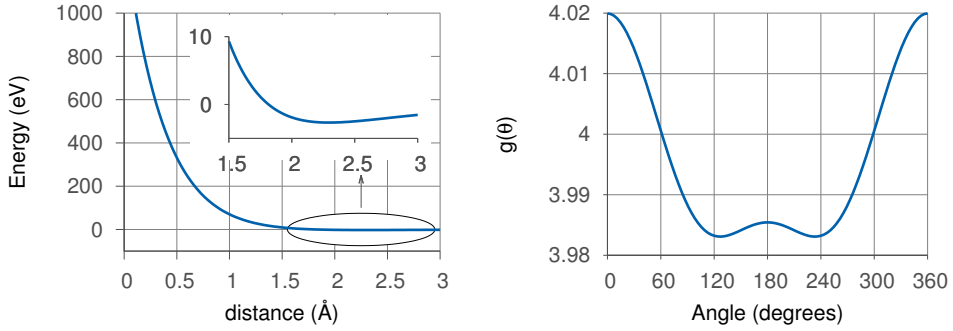 Energy (eV)
1000
800
600
400
200
0
0 0.5 1 1.5 2 2.5 3
distance (Å)
10
0
1.5 2 2.5 3
g(θ)
4.02
4.01
4
3.99
3.98
0 60 120 180 240 300 360
Angle (degrees)